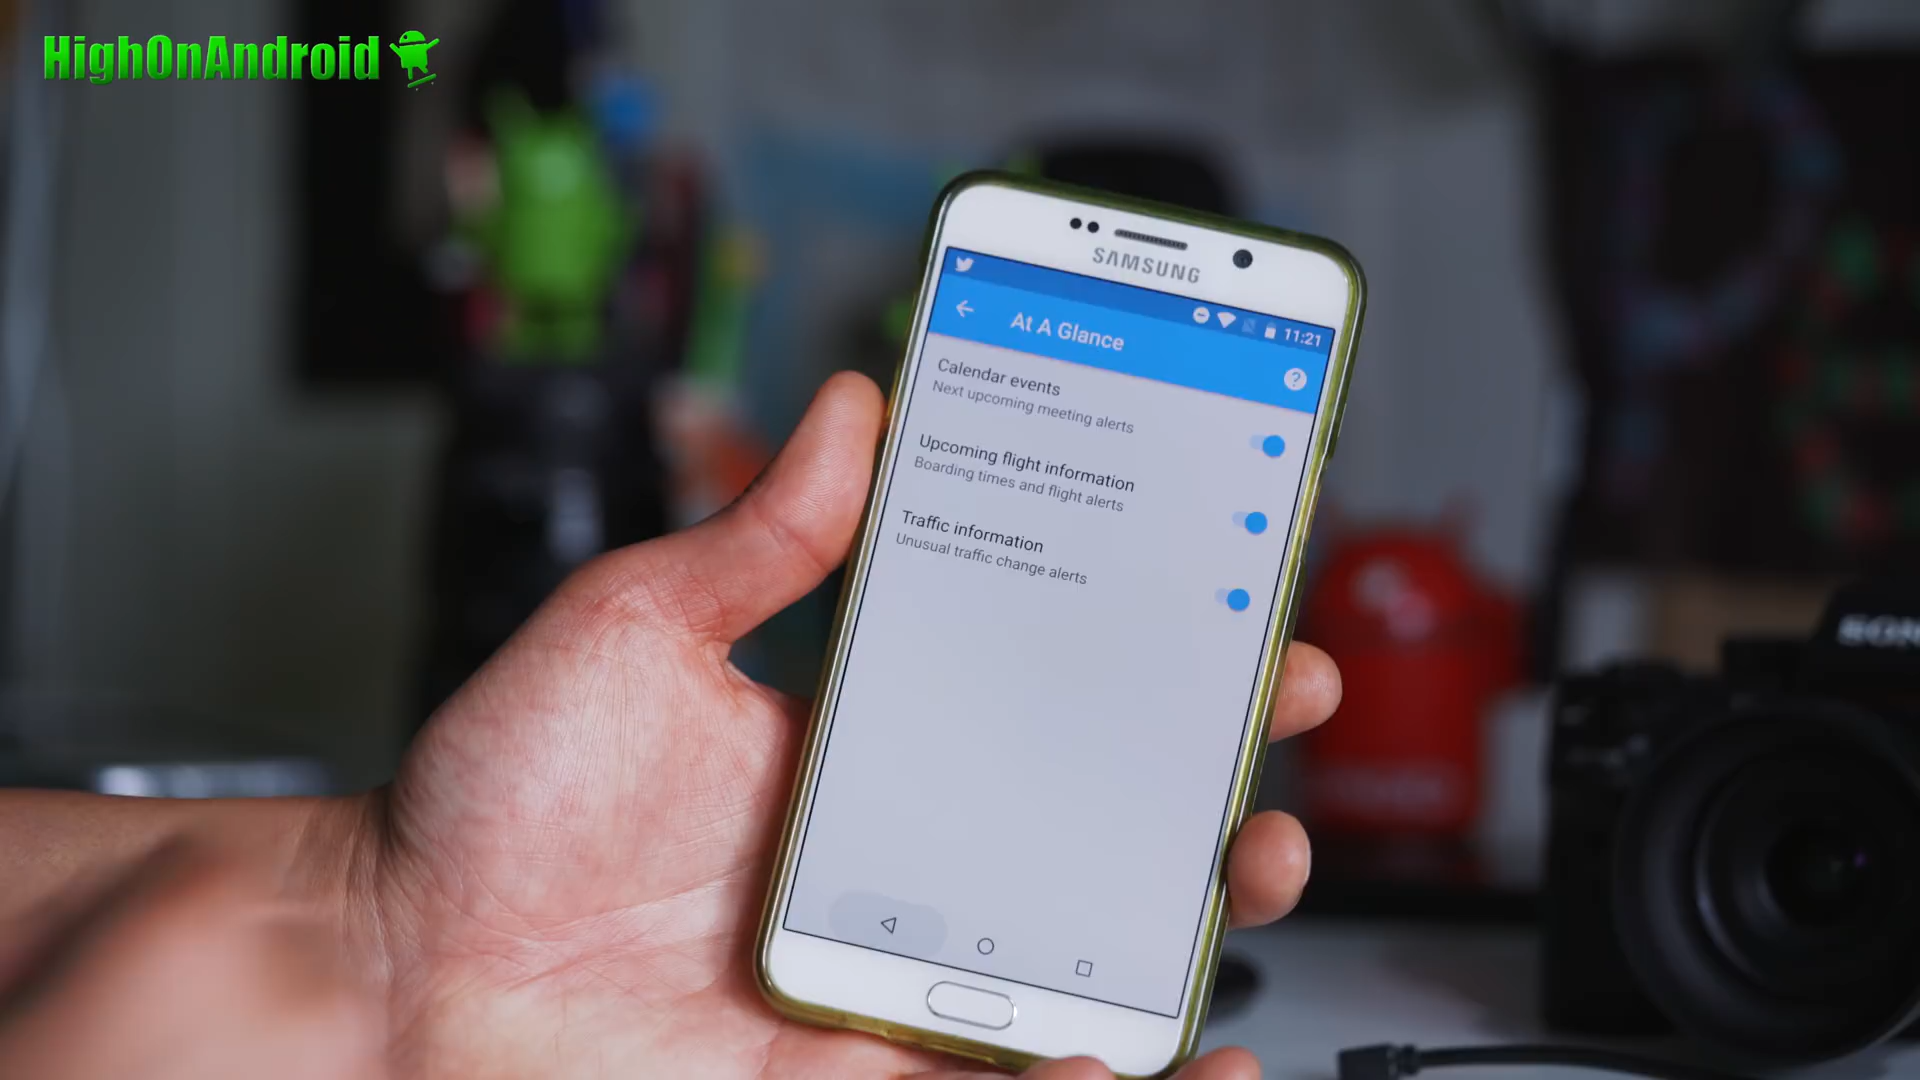 HighOnAndroid
SAMSUNG
11:21
At A Glance
Calendar events
Next upcoming meeting alerts
Upcoming flight information
Boarding times and flight alerts
Traffic information
Unusual traffic change alerts